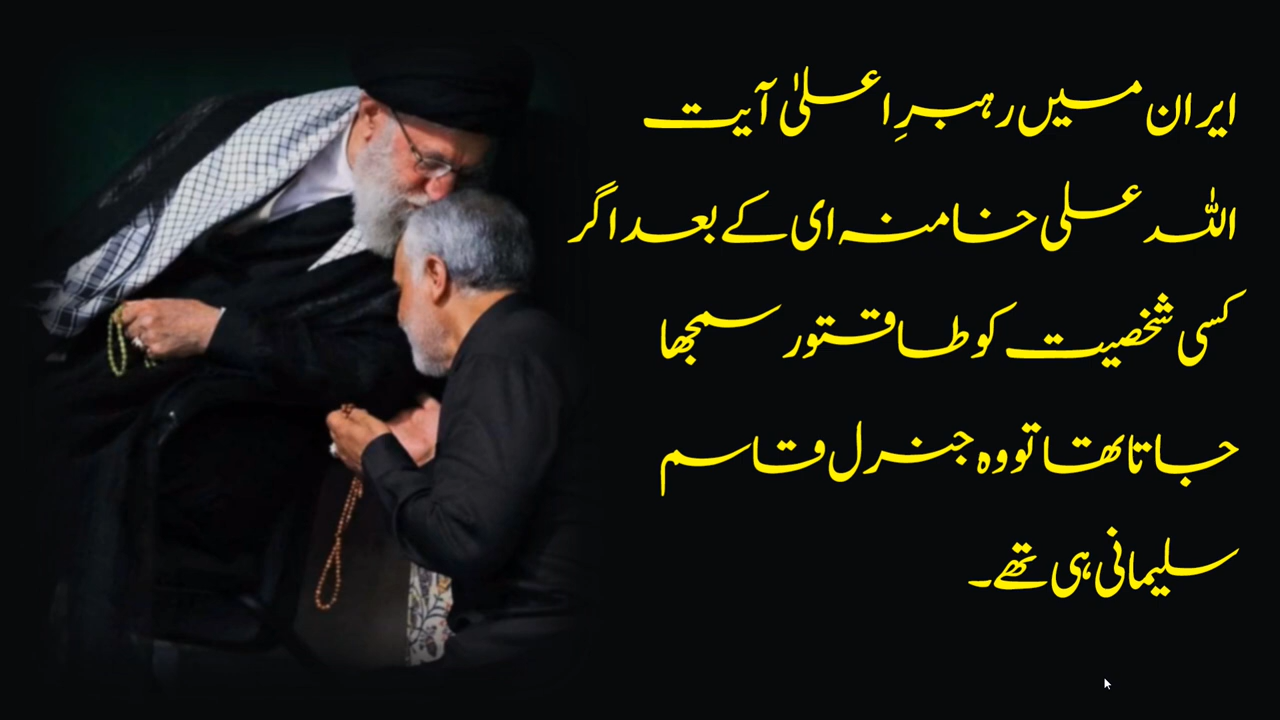 ایران میں رہبرِ اعلیٰ آیت
اللہ علی خامنہ ای کے بعد اگر
کسی شخصیت کو طاقتور سمجھا
جاتا تھا تو وہ جنرل قاسم
سلیمانی ہی تھے۔